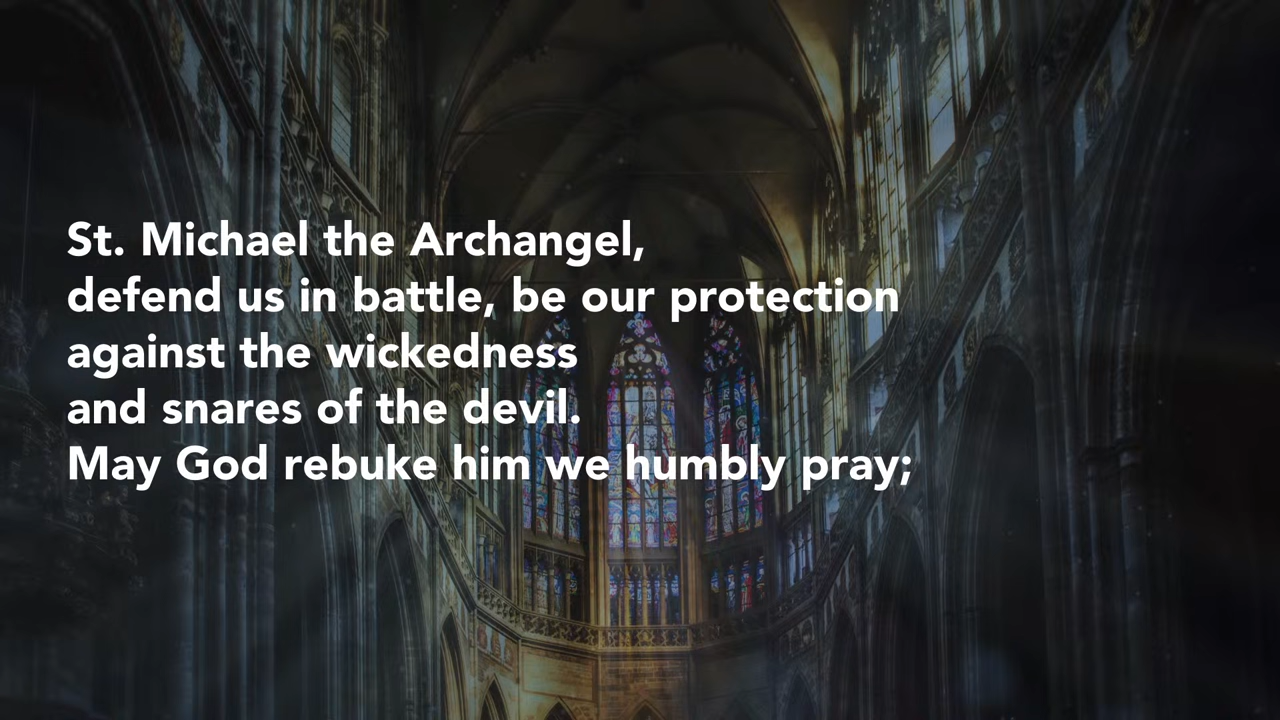 St. Michael the Archangel,
defend us in battle, be our protection
against the wickedness
and snares of the devil.
May God rebuke him we humbly pray;